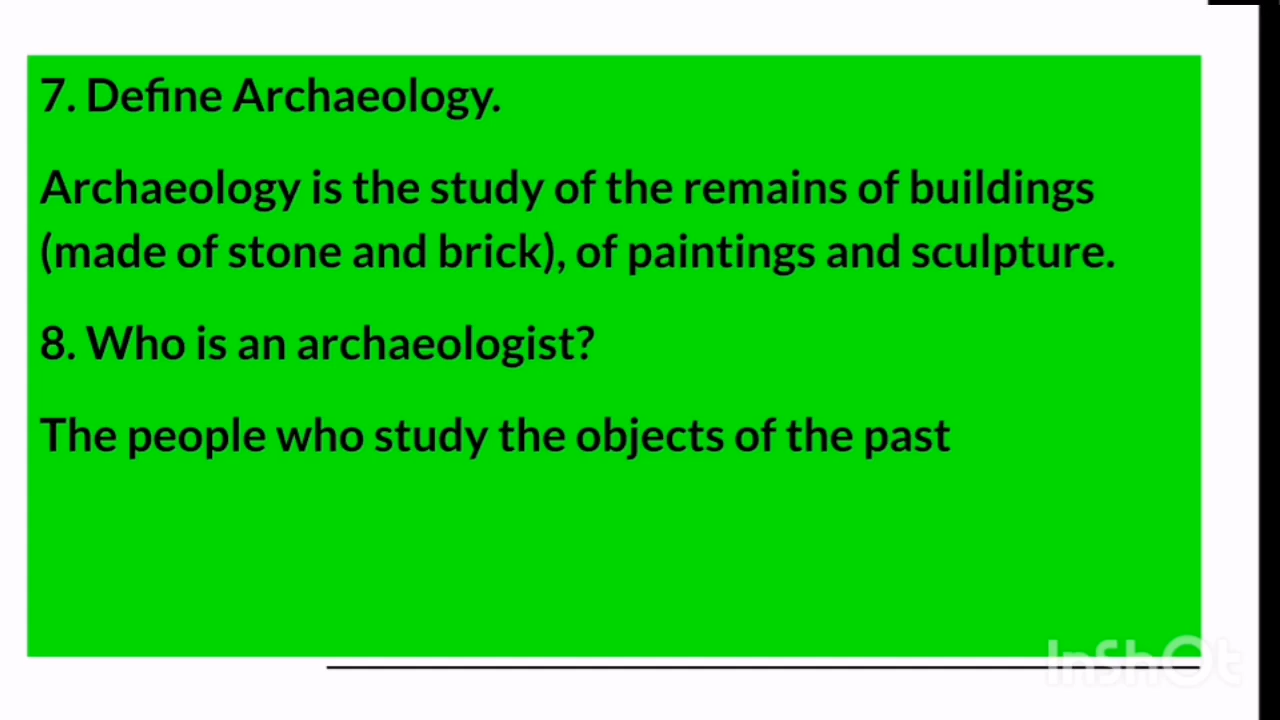 7. Define Archaeology.
Archaeology is the study of the remains of buildings
(made of stone and brick), of paintings and sculpture.
8. Who is an archaeologist?
The people who study the objects of the past
InShOt